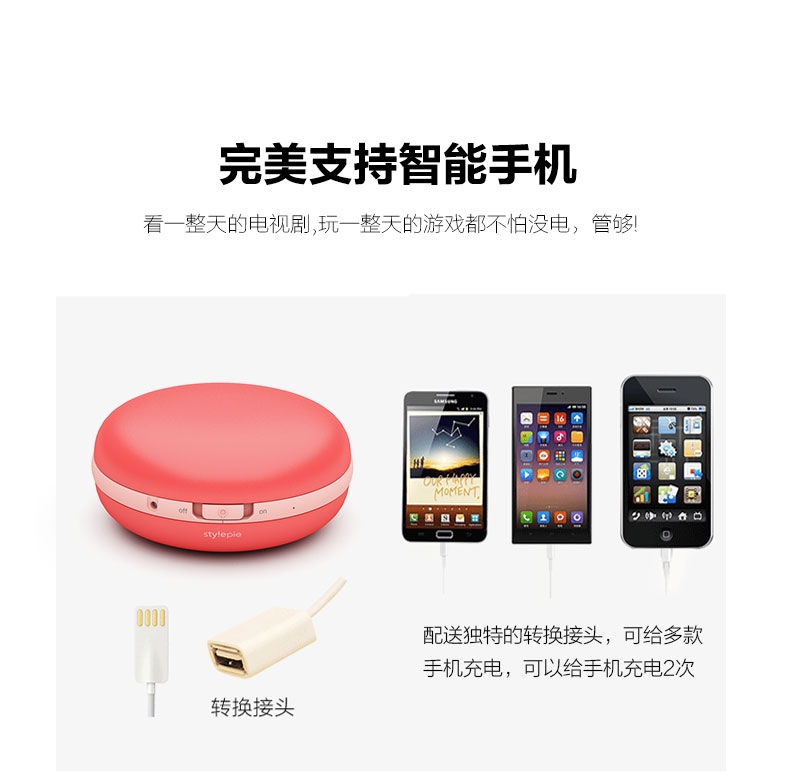 完美支持智能手机
看一整天的电视剧,玩一整天的游戏都不怕没电，管够!
SAMSUNG
OUR HAPPY
MOMENT.
off
on
stylepie
配送独特的转换接头，可给多款
手机充电，可以给手机充电2次
转换接头